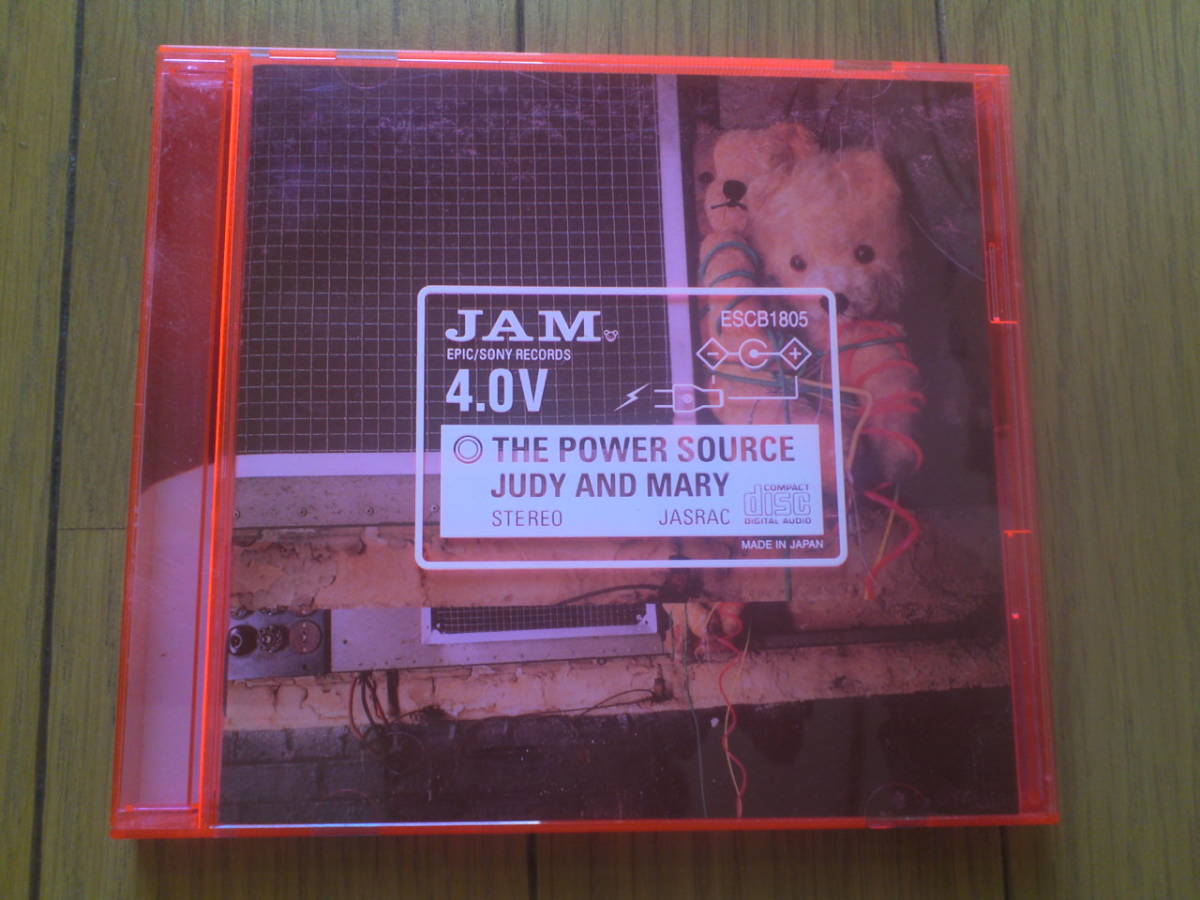 JAM
ESCB1805
EPIC/SONY RECORDS
4.0V
- +
THE POWER SOURCE
JUDY AND MARY
STEREO JASRAC
COMPACT
disc
DIGITAL AUDIO
MADE IN JAPAN